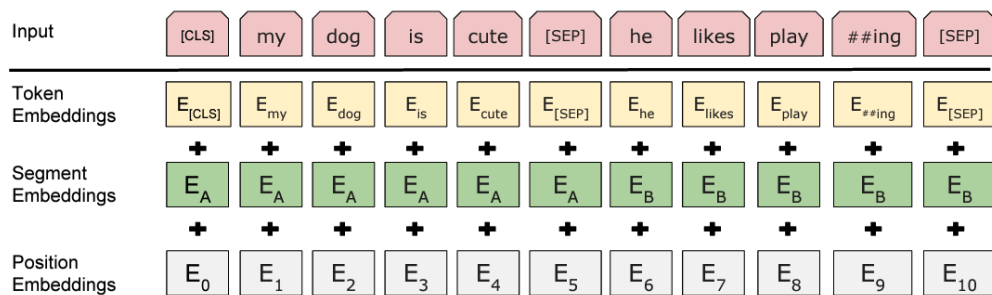 Input [CLS] my dog is cute [SEP] he likes play ##ing [SEP]
Token Embeddings E[CLS] Emy Edog Eis Ecute E[SEP] Ehe Elikes Eplay E##ing E[SEP]
+ + + + + + + + + + +
Segment Embeddings EA EA EA EA EA EA EB EB EB EB EB
+ + + + + + + + + + +
Position Embeddings E0 E1 E2 E3 E4 E5 E6 E7 E8 E9 E10